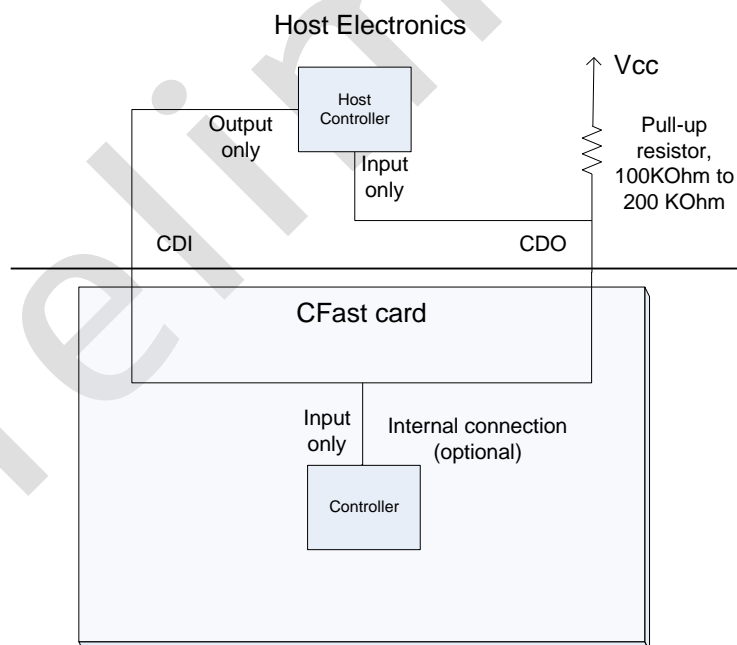 Host Electronics
Vcc
Host
Controller
Output
only
Input
only
Pull-up
resistor,
100KOhm to
200 KOhm
CDI
CDO
CFast card
Input
only
Internal connection
(optional)
Controller